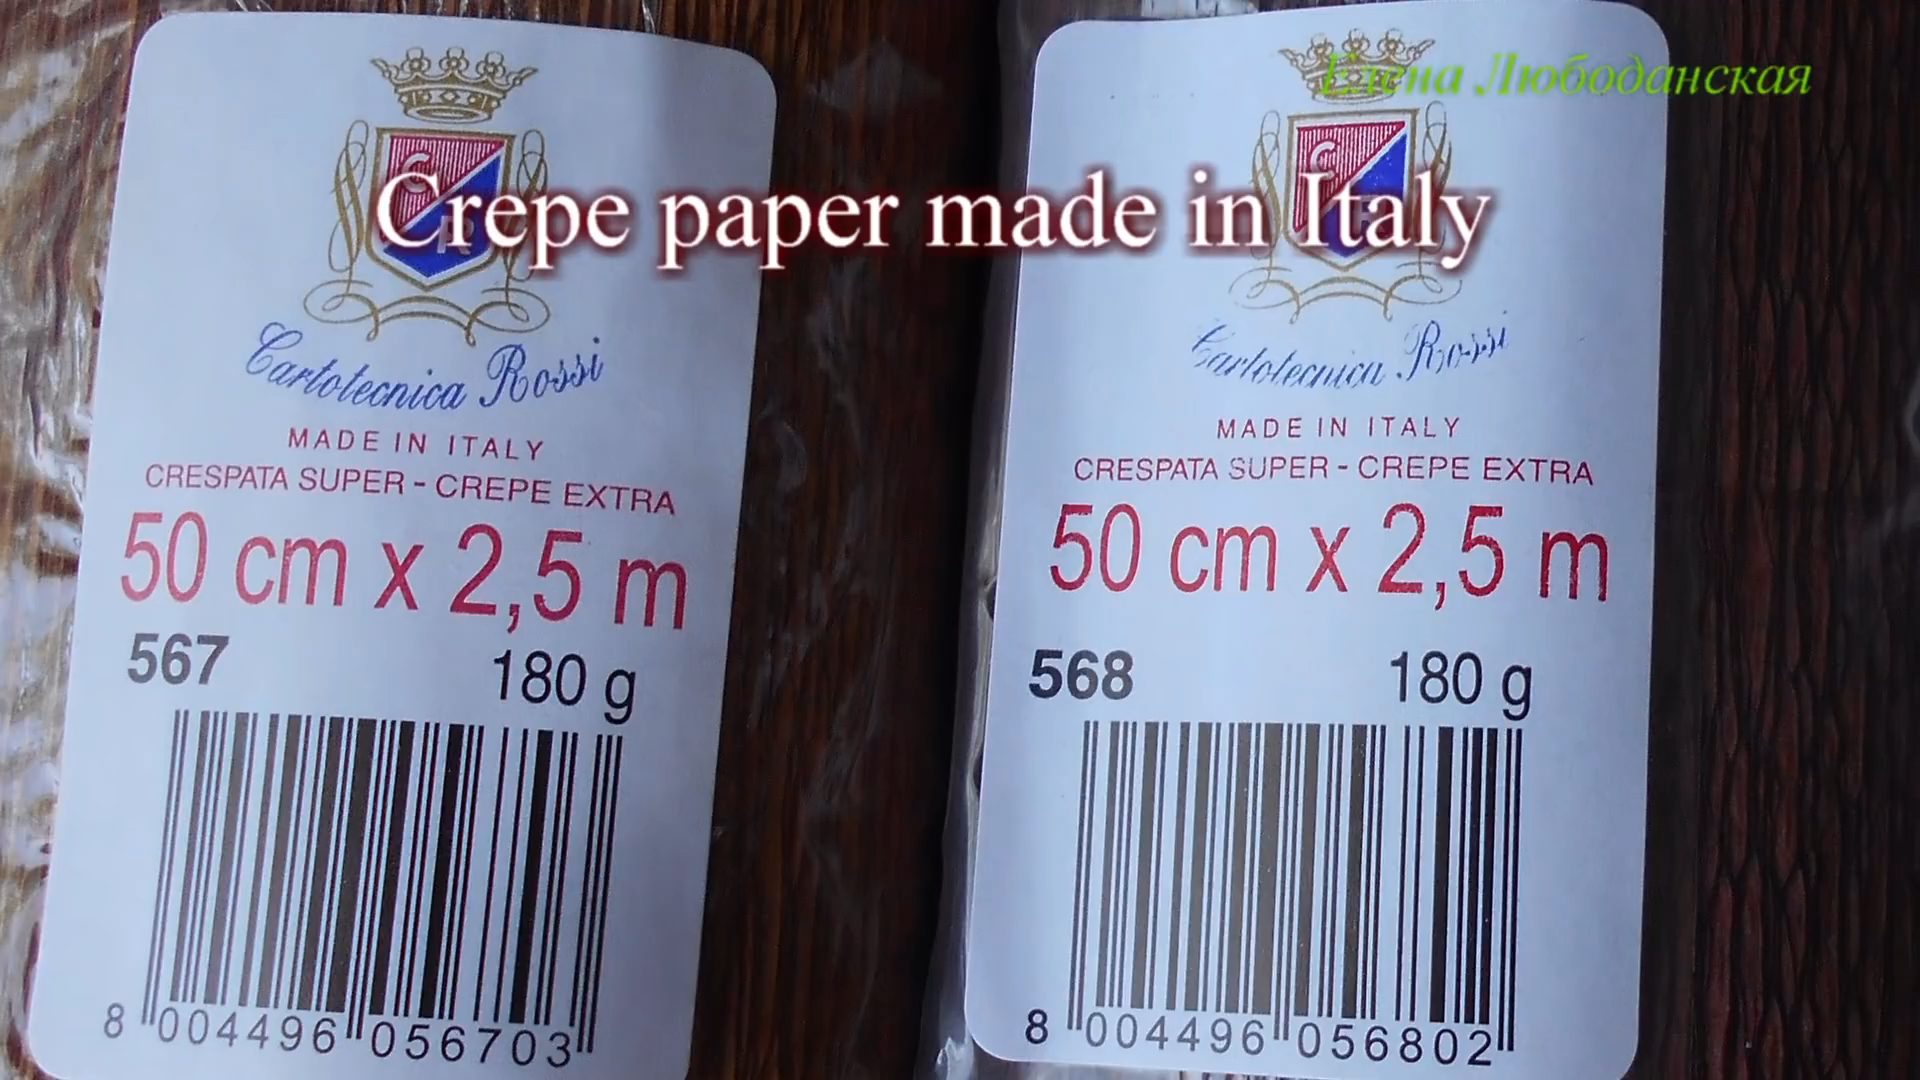 Елена Любоданская
Crepe paper made in Italy
C
R
Cartotecnica Rossi
MADE IN ITALY
CRESPATA SUPER - CREPE EXTRA
50 cm x 2,5 m
567 180 g
8 004496 056703
C
R
Cartotecnica Rossi
MADE IN ITALY
CRESPATA SUPER - CREPE EXTRA
50 cm x 2,5 m
568 180 g
8 004496 056802